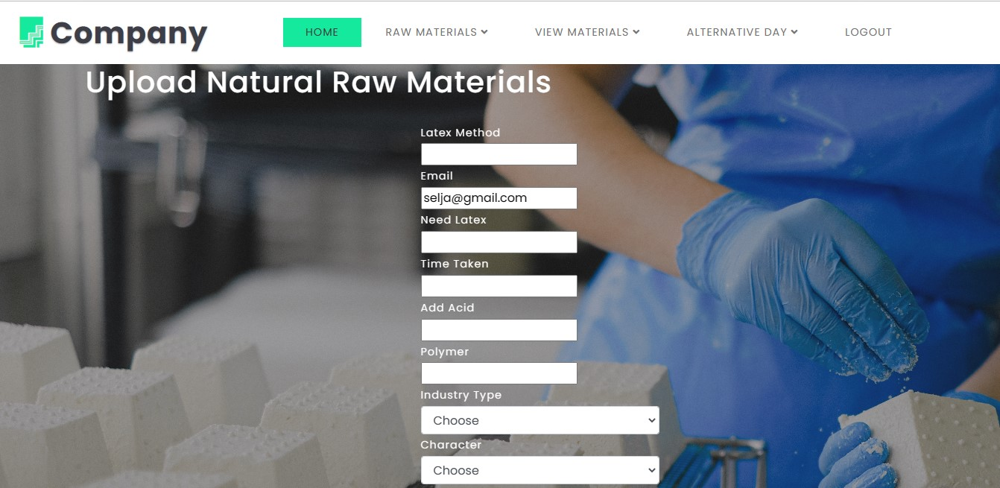 Company
HOME RAW MATERIALS VIEW MATERIALS ALTERNATIVE DAY LOGOUT
Upload Natural Raw Materials
Latex Method
Email
selja@gmail.com
Need Latex
Time Taken
Add Acid
Polymer
Industry Type
Choose
Character
Choose